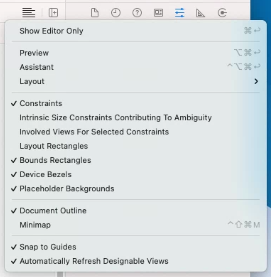 Show Editor Only ⌘↩
Preview ⌥⌘↩
Assistant ⌃⌥⌘↩
Layout >
✓ Constraints
Intrinsic Size Constraints Contributing To Ambiguity
Involved Views For Selected Constraints
Layout Rectangles
✓ Bounds Rectangles
✓ Device Bezels
✓ Placeholder Backgrounds
✓ Document Outline
Minimap ⌃⇧⌘M
✓ Snap to Guides
✓ Automatically Refresh Designable Views